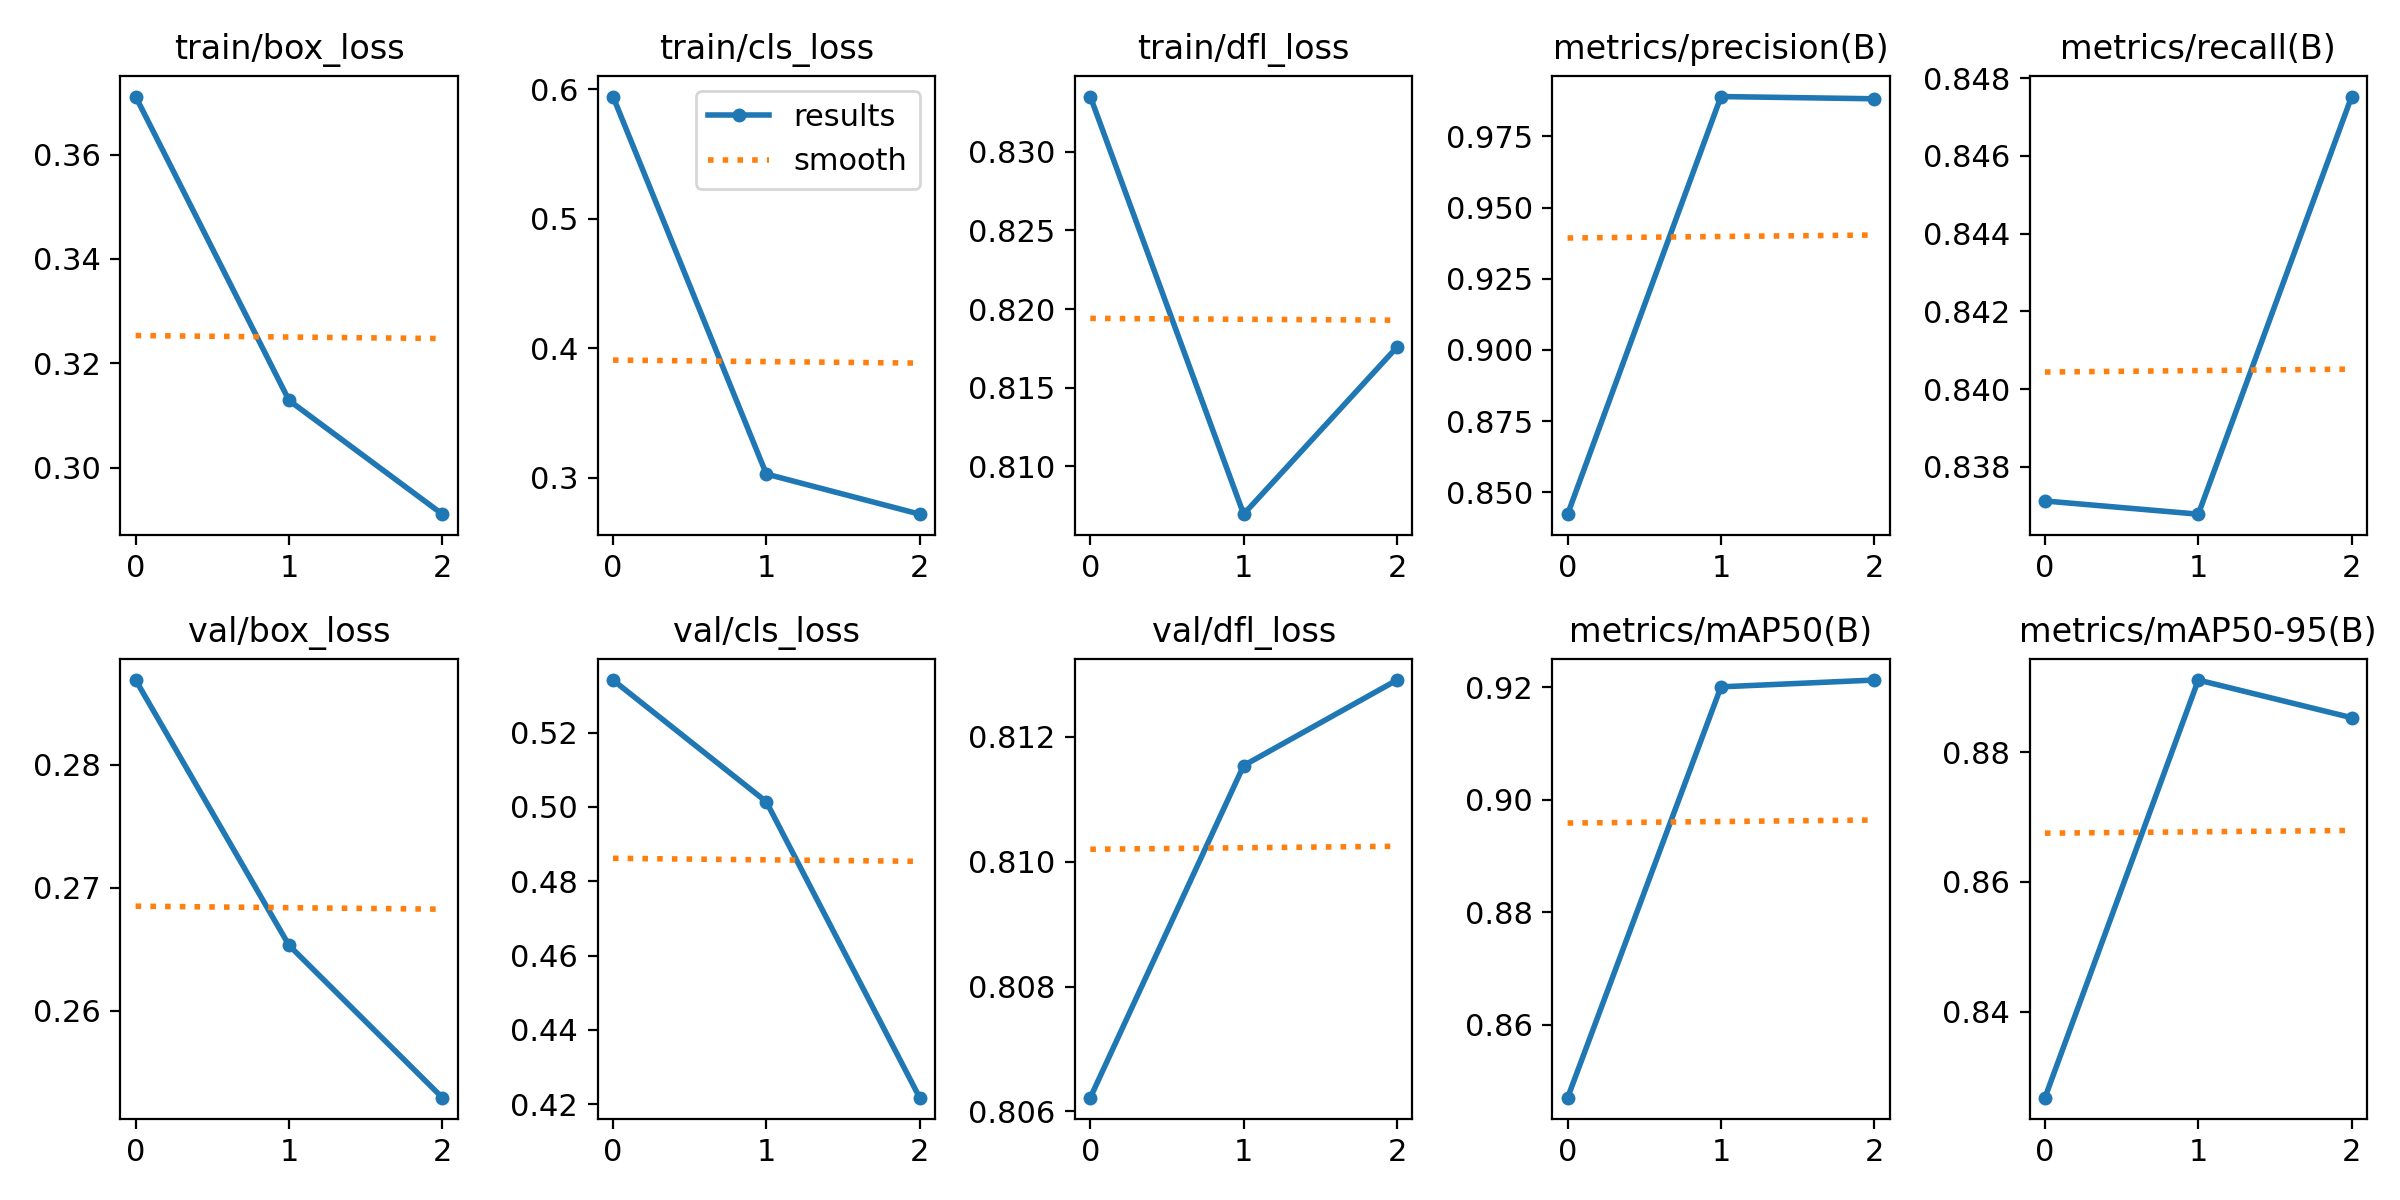 train/box_loss
0.36
0.34
0.32
0.30
0 1 2
train/cls_loss
results
smooth
0.6
0.5
0.4
0.3
0 1 2
train/dfl_loss
0.830
0.825
0.820
0.815
0.810
0 1 2
metrics/precision(B)
0.975
0.950
0.925
0.900
0.875
0.850
0 1 2
metrics/recall(B)
0.848
0.846
0.844
0.842
0.840
0.838
0 1 2
val/box_loss
0.28
0.27
0.26
0 1 2
val/cls_loss
0.52
0.50
0.48
0.46
0.44
0.42
0 1 2
val/dfl_loss
0.812
0.810
0.808
0.806
0 1 2
metrics/mAP50(B)
0.92
0.90
0.88
0.86
0 1 2
metrics/mAP50-95(B)
0.88
0.86
0.84
0 1 2